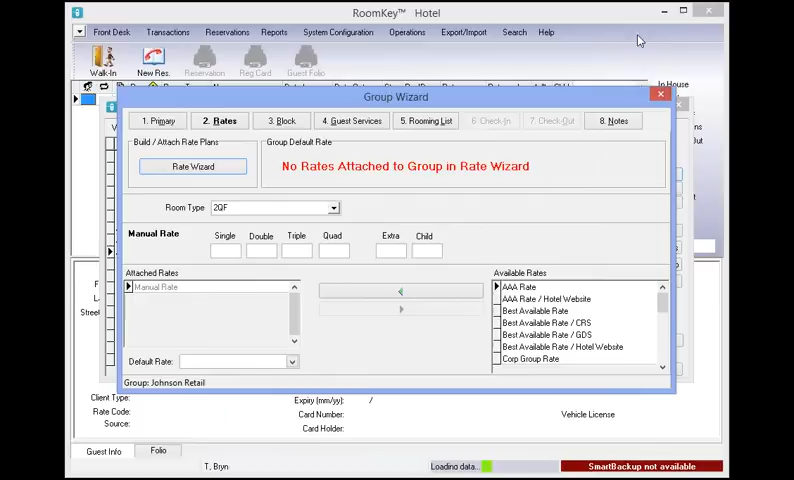 RoomKey™ Hotel
Front Desk Transactions Reservations Reports System Configuration Operations Export/Import Search Help
Walk-In New Res. Reservation Reg Card Guest Folio
In House
Group Wizard
1. Primary 2. Rates 3. Block 4. Guest Services 5. Rooming List 6. Check-In 7. Check-Out 8. Notes
Build / Attach Rate Plans Group Default Rate
Rate Wizard No Rates Attached to Group in Rate Wizard
Room Type 2QF
Manual Rate Single Double Triple Quad Extra Child
Attached Rates Available Rates
Manual Rate AAA Rate
AAA Rate / Hotel Website
Best Available Rate
Best Available Rate / CRS
Best Available Rate / GDS
Best Available Rate / Hotel Website
Corp Group Rate
Default Rate:
Group: Johnson Retail
Client Type: Expiry (mm/yy): /
Rate Code: Card Number: Vehicle License
Source: Card Holder:
Guest Info Folio
T, Bryn Loading data... SmartBackup not available